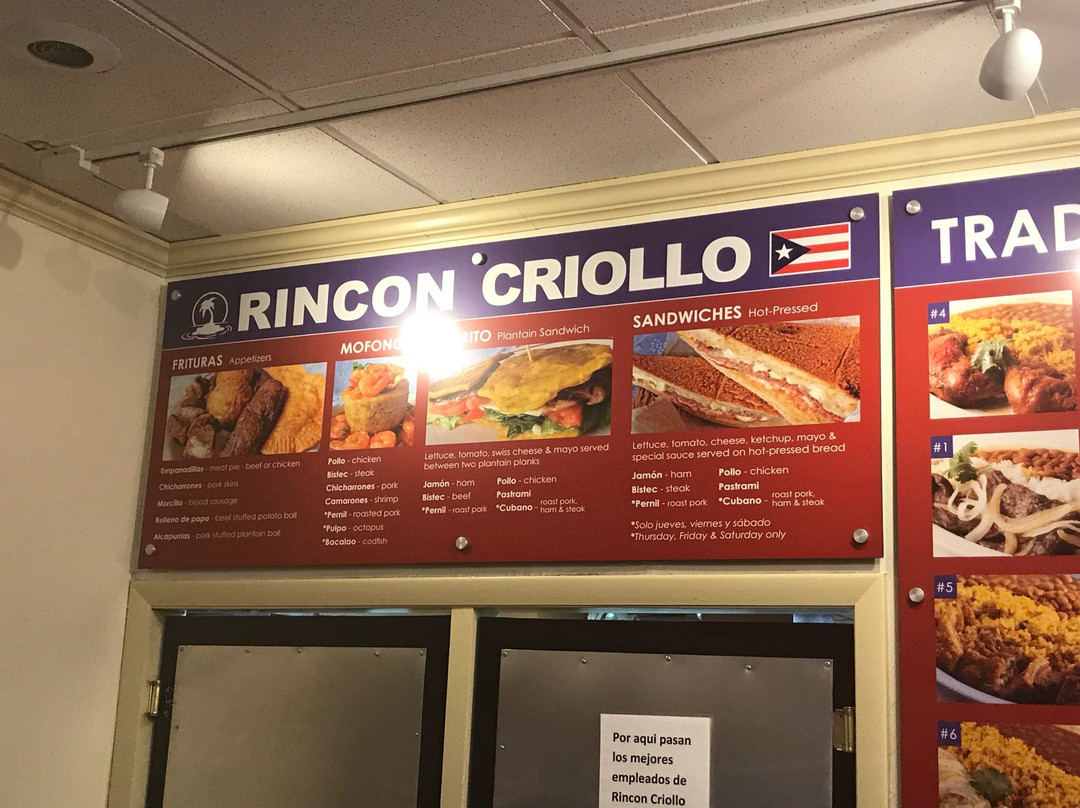 RINCON CRIOLLO
FRITURAS Appetizers
Empanadillas - meat pie - beef or chicken
Chicharrones - pork skins
Morcilla - blood sausage
Relleno de papa - beef stuffed potato ball
Alcapurrias - pork stuffed plantain ball
Pollo - chicken
Bistec - steak
Chicharrones - pork
Camarones - shrimp
*Pernil - roasted pork
*Pulpo - octopus
*Bacalao - codfish
Plantain Sandwich
Lettuce, tomato, swiss cheese & mayo served
between two plantain planks
Jamón - ham
Bistec - beef
*Pernil - roast pork
Pollo - chicken
Pastrami
*Cubano - roast pork,
ham & steak
SANDWICHES Hot-Pressed
Lettuce, tomato, cheese, ketchup, mayo &
special sauce served on hot-pressed bread
Jamón - ham
Bistec - steak
*Pernil - roast pork
Pollo - chicken
Pastrami
*Cubano - roast pork,
ham & steak
*Solo jueves, viernes y sábado
*Thursday, Friday & Saturday only
TRAD
#4
#1
#5
#6
Por aqui pasan
los mejores
empleados de
Rincon Criollo